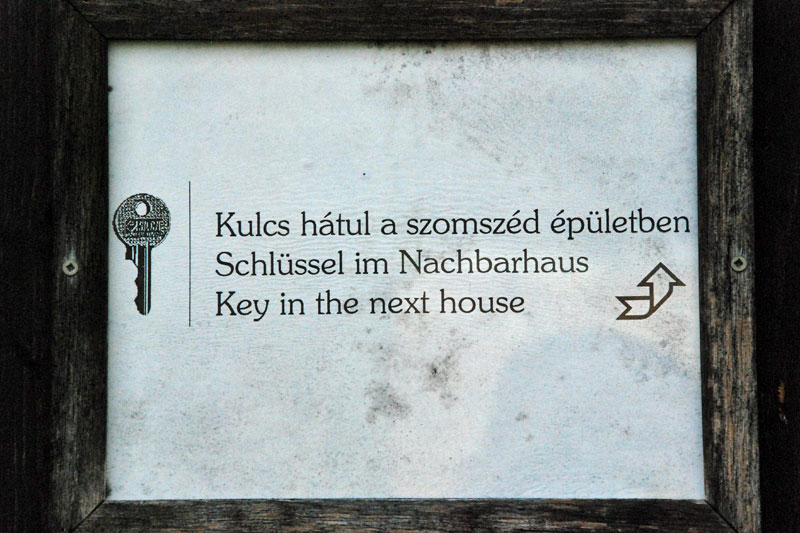 Kulcs hátul a szomszéd épületben
Schlüssel im Nachbarhaus
Key in the next house